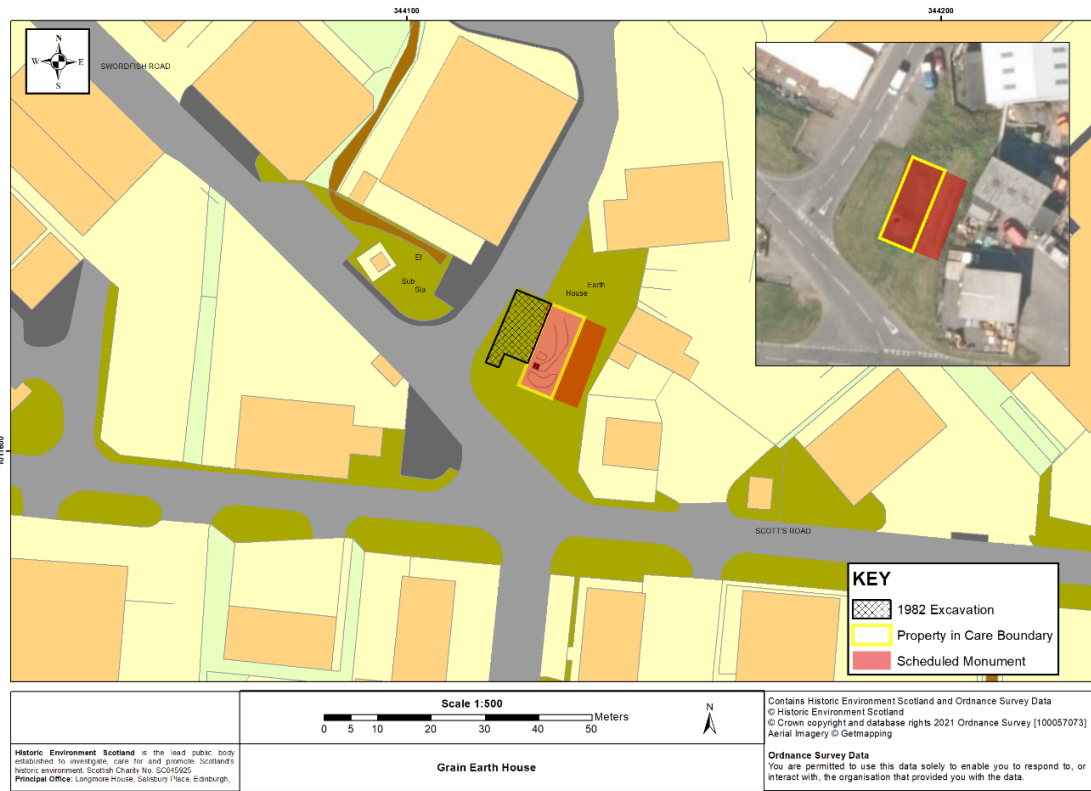 344100
344200
N
W E
S
SWORDFISH ROAD
El
Sub
Sta
Earth
House
SCOTT'S ROAD
KEY
1982 Excavation
Property in Care Boundary
Scheduled Monument
Scale 1:500
Meters
0 5 10 20 30 40 50
N
Grain Earth House
Historic Environment Scotland is the lead public body
established to investigate, care for and promote Scotland's
historic environment. Scottish Charity No. SC045925
Principal Office: Longmore House, Salisbury Place, Edinburgh,
Contains Historic Environment Scotland and Ordnance Survey Data
© Historic Environment Scotland
© Crown copyright and database rights 2021 Ordnance Survey [100057073]
Aerial Imagery © Getmapping
Ordnance Survey Data
You are permitted to use this data solely to enable you to respond to, or
interact with, the organisation that provided you with the data.